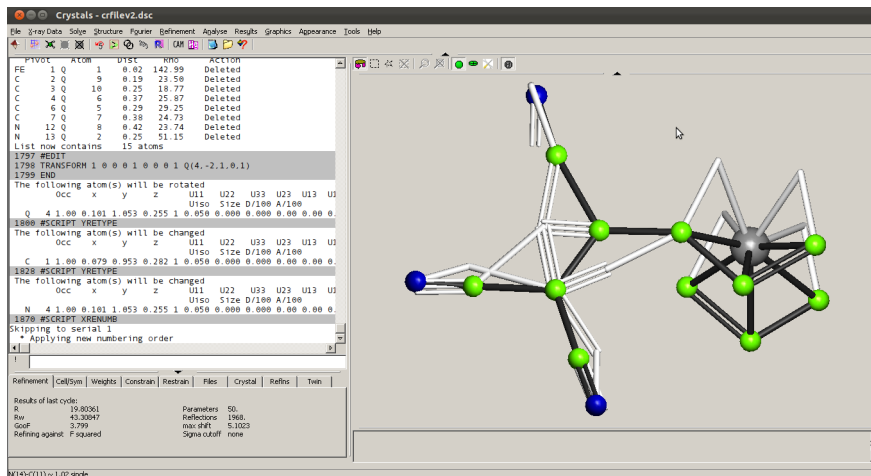 Crystals - crfilev2.dsc
File X-ray Data Solve Structure Fourier Refinement Analyse Results Graphics Appearance Tools Help
Pivot Atom Dist Rho Action
FE 1 Q 1 0.02 142.99 Deleted
C 2 Q 9 0.19 23.50 Deleted
C 3 Q 10 0.25 18.77 Deleted
C 4 Q 6 0.37 25.87 Deleted
C 6 Q 5 0.29 29.25 Deleted
C 7 Q 7 0.38 24.73 Deleted
N 12 Q 8 0.42 23.74 Deleted
N 13 Q 2 0.25 51.15 Deleted
List now contains 15 atoms
1797 #EDIT
1798 TRANSFORM 1 0 0 0 1 0 0 0 1 Q(4,-2,1,0,1)
1799 END
The following atom(s) will be rotated
Occ x y z U11 U22 U33 U23 U13 U1
Uiso Size D/100 A/100
Q 4 1.00 0.101 1.053 0.255 1 0.050 0.000 0.000 0.00 0.00 0.
1800 #SCRIPT YRETYPE
The following atom(s) will be changed
Occ x y z U11 U22 U33 U23 U13 U1
Uiso Size D/100 A/100
C 1 1.00 0.079 0.953 0.282 1 0.050 0.000 0.000 0.00 0.00 0.
1828 #SCRIPT YRETYPE
The following atom(s) will be changed
Occ x y z U11 U22 U33 U23 U13 U1
Uiso Size D/100 A/100
N 4 1.00 0.101 1.053 0.255 1 0.050 0.000 0.000 0.00 0.00 0.
1870 #SCRIPT XRENUMB
Skipping to serial 1
* Applying new numbering order
!
Refinement Cell/Sym Weights Constrain Restrain Files Crystal Reflns Twin
Results of last cycle:
R 19.80361 Parameters 50.
Rw 43.30847 Reflections 1968.
GooF 3.799 max shift 5.1023
Refining against F squared Sigma cutoff none
N(14)-C(11) 1.02 single